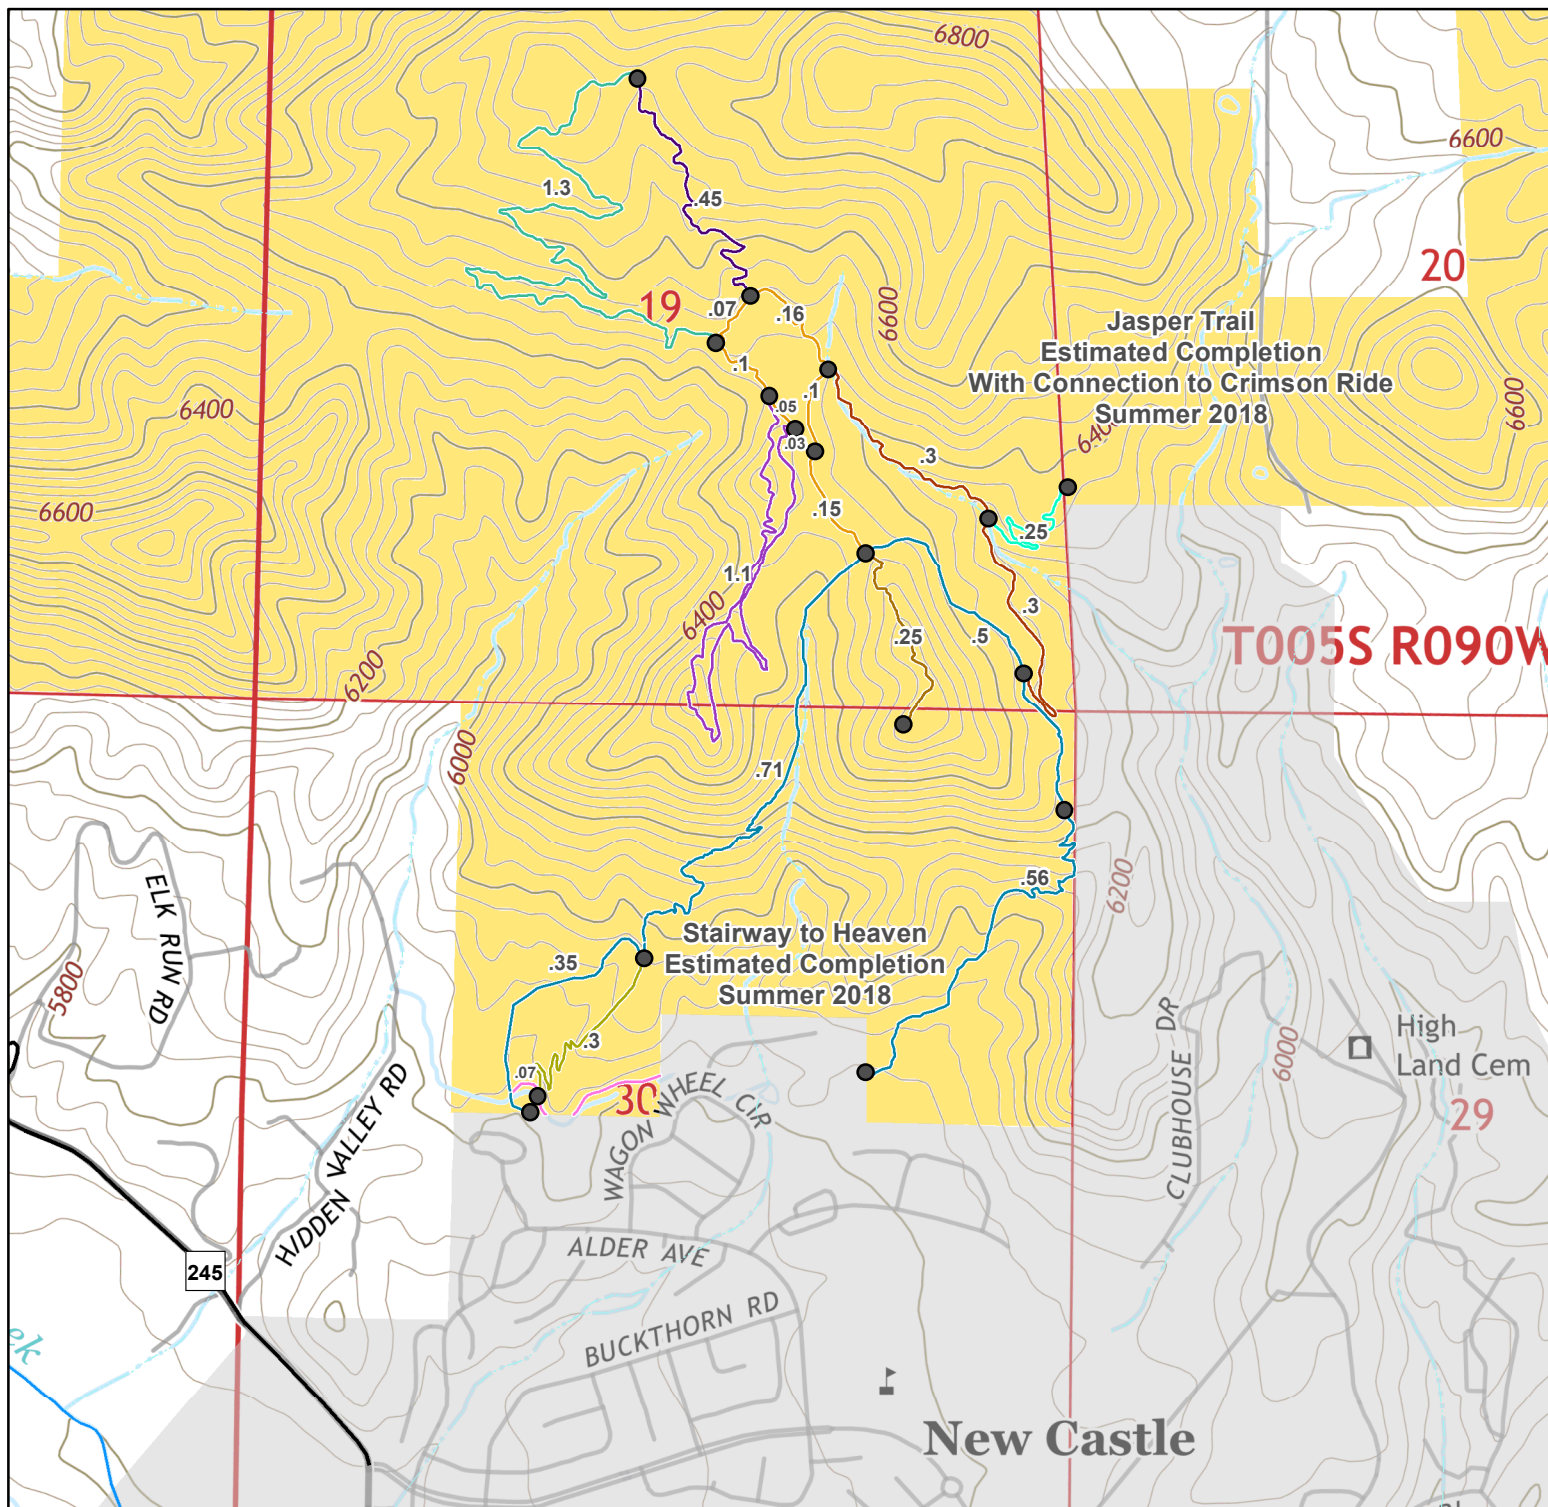 6800
6600
1.3
.45
20
19
.07
.16
6600
Jasper Trail
Estimated Completion
With Connection to Crimson Ride
Summer 2018
.1
.1
6400
.05
6600
.03
.3
6600
.15
.25
1.1
6400
.3
.25
.5
T005S R090W
6200
6000
.71
6200
.56
ELK RUN RD
5800
Stairway to Heaven
Estimated Completion
Summer 2018
.35
.3
.07
30
High
Land Cem
6000
29
CLUBHOUSE DR
WAGON WHEEL CIR
HIDDEN VALLEY RD
ALDER AVE
245
BUCKTHORN RD
ek
New Castle